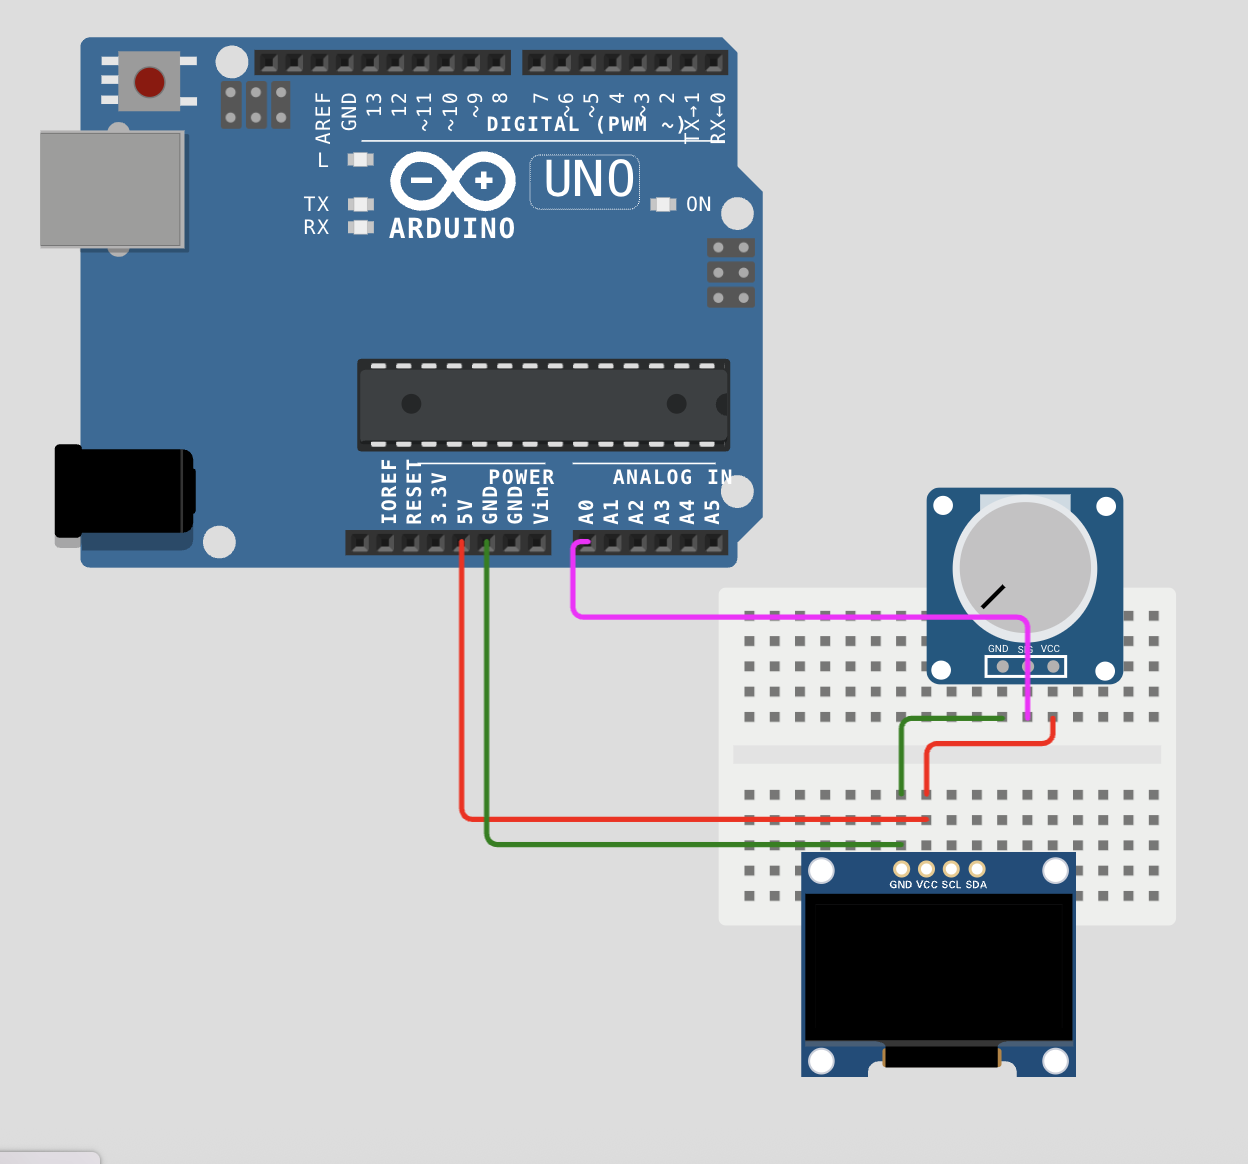 AREF
GND
13
12
~11
~10
~9
8
7
~6
~5
4
~3
2
TX→1
RX←0
DIGITAL (PWM ~)
L
TX
RX
ARDUINO
UNO
ON
IOREF
RESET
3.3V
5V
GND
GND
Vin
POWER
ANALOG IN
A0
A1
A2
A3
A4
A5
GND SIG VCC
GND VCC SCL SDA